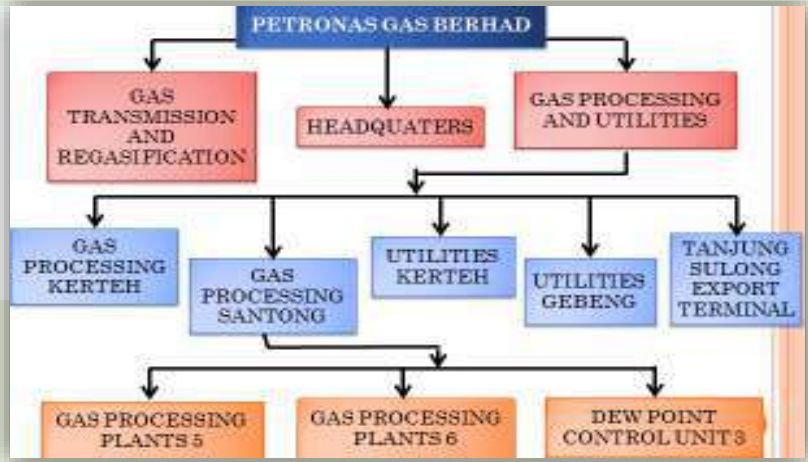 PETRONAS GAS BERHAD
GAS
TRANSMISSION
AND
REGASIFICATION
HEADQUATERS
GAS PROCESSING
AND UTILITIES
GAS
PROCESSING
KERTEH
GAS
PROCESSING
SANTONG
UTILITIES
KERTEH
UTILITIES
GEBENG
TANJUNG
SULONG
EXPORT
TERMINAL
GAS PROCESSING
PLANTS 5
GAS PROCESSING
PLANTS 6
DEW POINT
CONTROL UNIT 3